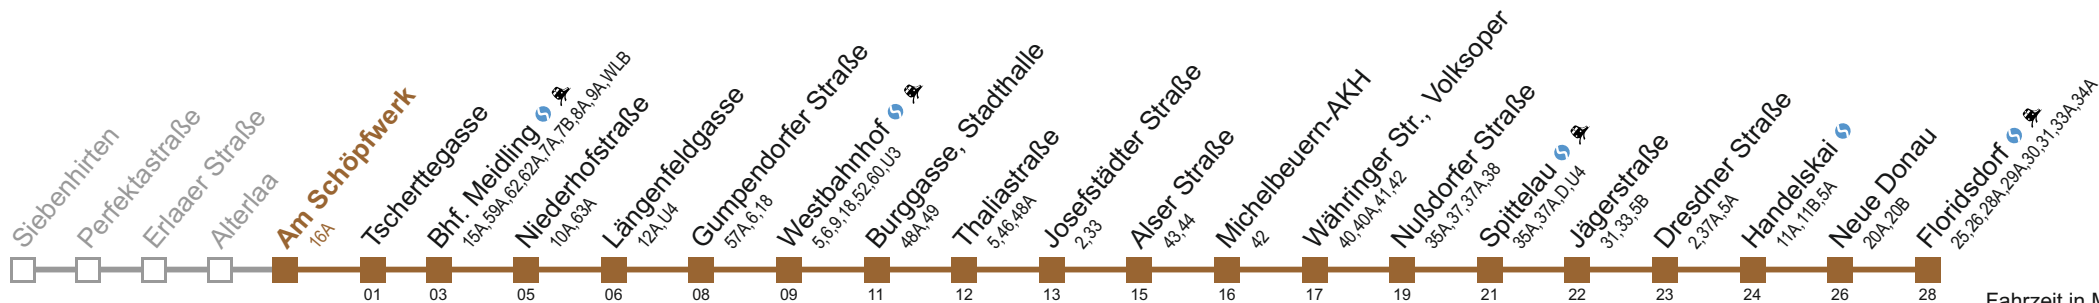 Siebenhirten
Perfektastraße
Erlaaer Straße
Alterlaa
Am Schöpfwerk
16A
Tscherttegasse
Bhf. Meidling
15A,59A,62,62A,7A,7B,8A,9A,WLB
Niederhofstraße
10A,63A
Längenfeldgasse
12A,U4
Gumpendorfer Straße
57A,6,18
Westbahnhof
5,6,9,18,52,60,U3
Burggasse, Stadthalle
48A,49
Thaliastraße
5,46,48A
Josefstädter Straße
2,33
Alser Straße
43,44
Michelbeuern-AKH
42
Währinger Str., Volksoper
40,40A,41,42
Nußdorfer Straße
35A,37,37A,38
Spittelau
35A,37A,D,U4
Jägerstraße
31,33,5B
Dresdner Straße
2,37A,5A
Handelskai
11A,11B,5A
Neue Donau
20A,20B
Floridsdorf
25,26,28A,29A,30,31,33A,34A
01 03 05 06 08 09 11 12 13 15 16 17 19 21 22 23 24 26 28
Fahrzeit in